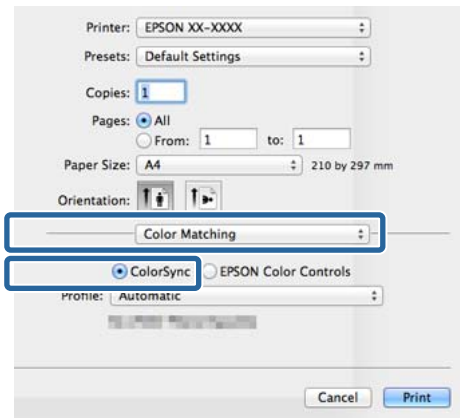 Printer: EPSON XX-XXXX
Presets: Default Settings
Copies: 1
Pages: All
From: 1 to: 1
Paper Size: A4 210 by 297 mm
Orientation:
Color Matching
ColorSync EPSON Color Controls
Profile: Automatic
Cancel Print